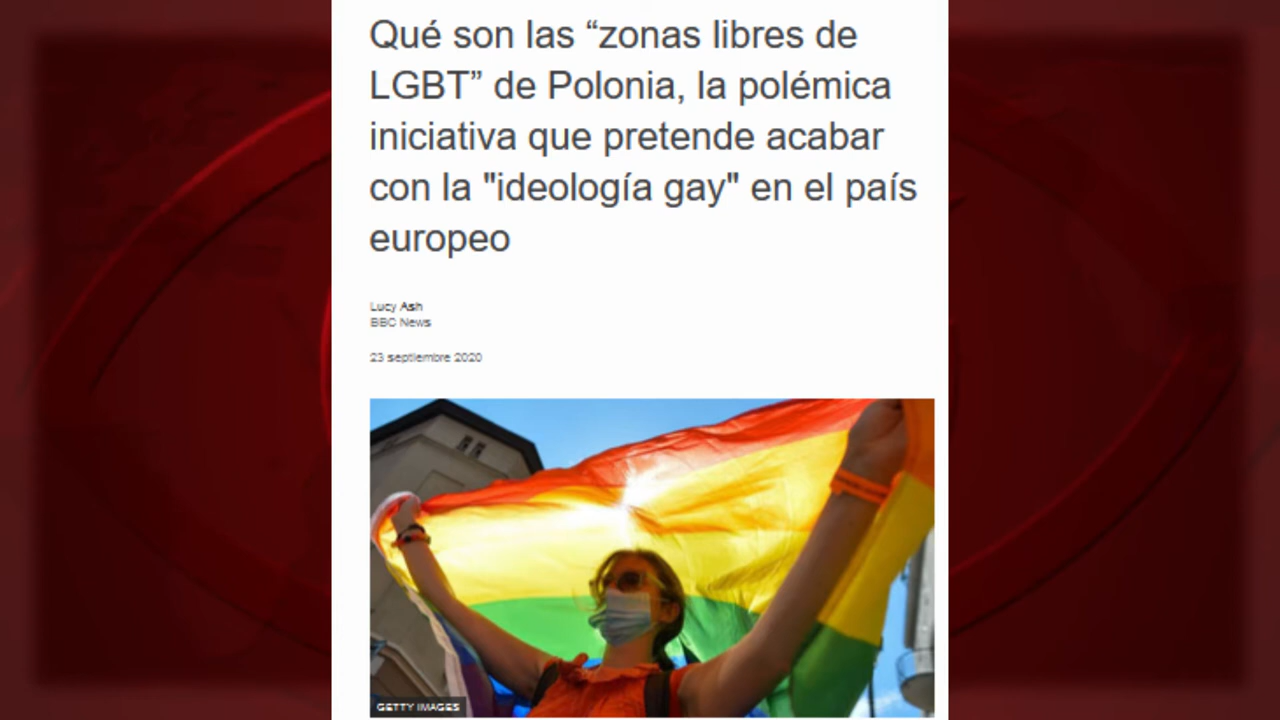 Qué son las “zonas libres de
LGBT” de Polonia, la polémica
iniciativa que pretende acabar
con la "ideología gay" en el país
europeo
Lucy Ash
BBC News
23 septiembre 2020
GETTY IMAGES